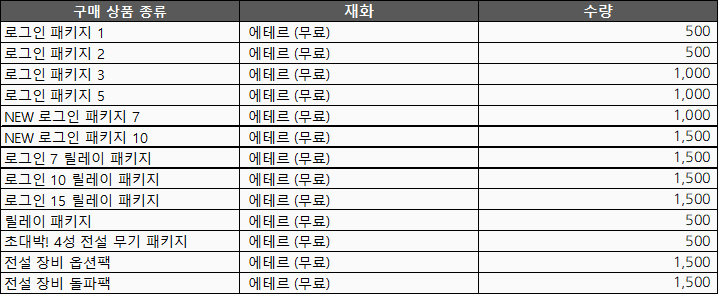 구매 상품 종류 재화 수량
로그인 패키지 1 에테르 (무료) 500
로그인 패키지 2 에테르 (무료) 500
로그인 패키지 3 에테르 (무료) 1,000
로그인 패키지 5 에테르 (무료) 1,000
NEW 로그인 패키지 7 에테르 (무료) 1,000
NEW 로그인 패키지 10 에테르 (무료) 1,500
로그인 7 릴레이 패키지 에테르 (무료) 1,500
로그인 10 릴레이 패키지 에테르 (무료) 1,500
로그인 15 릴레이 패키지 에테르 (무료) 1,500
릴레이 패키지 에테르 (무료) 500
초대박! 4성 전설 무기 패키지 에테르 (무료) 500
전설 장비 옵션팩 에테르 (무료) 1,500
전설 장비 돌파팩 에테르 (무료) 1,500